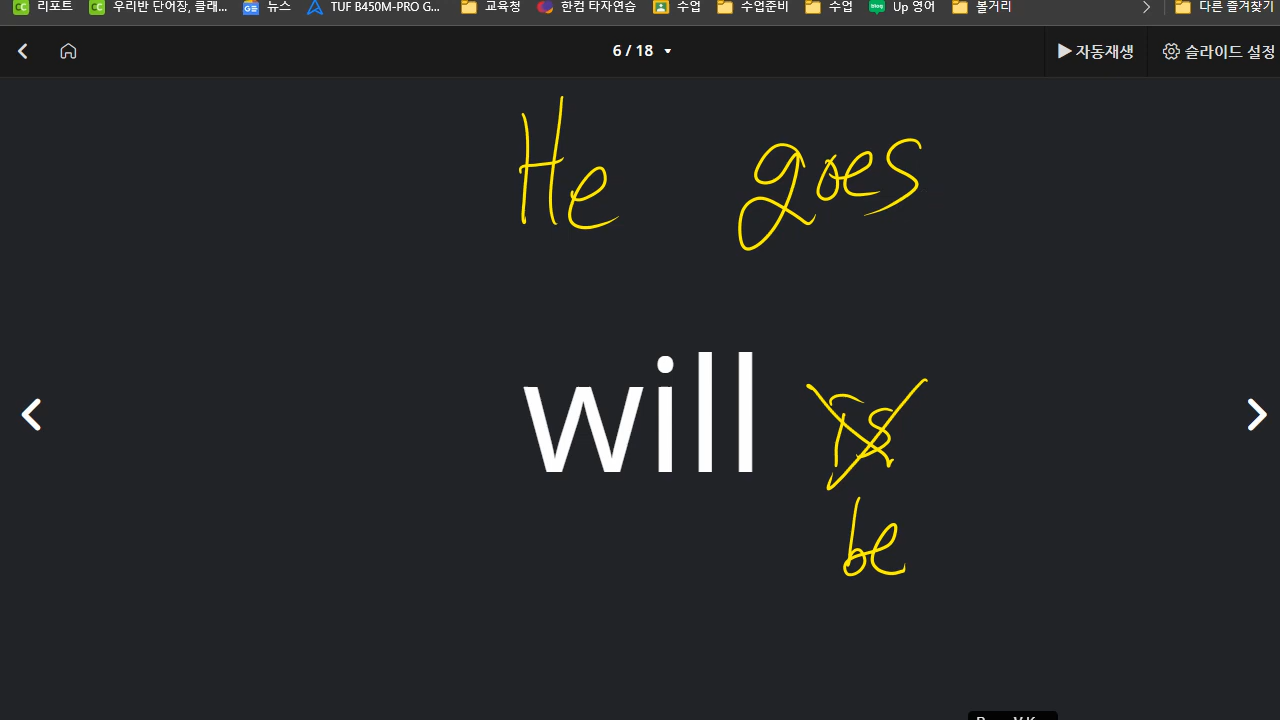 리포트 우리반 단어장, 클래... 뉴스 TUF B450M-PRO G... 교육청 한컴 타자연습 수업 수업준비 수업 Up 영어 볼거리 다른 즐겨찾기
6 / 18 자동재생 슬라이드 설정
He goes
will is
be